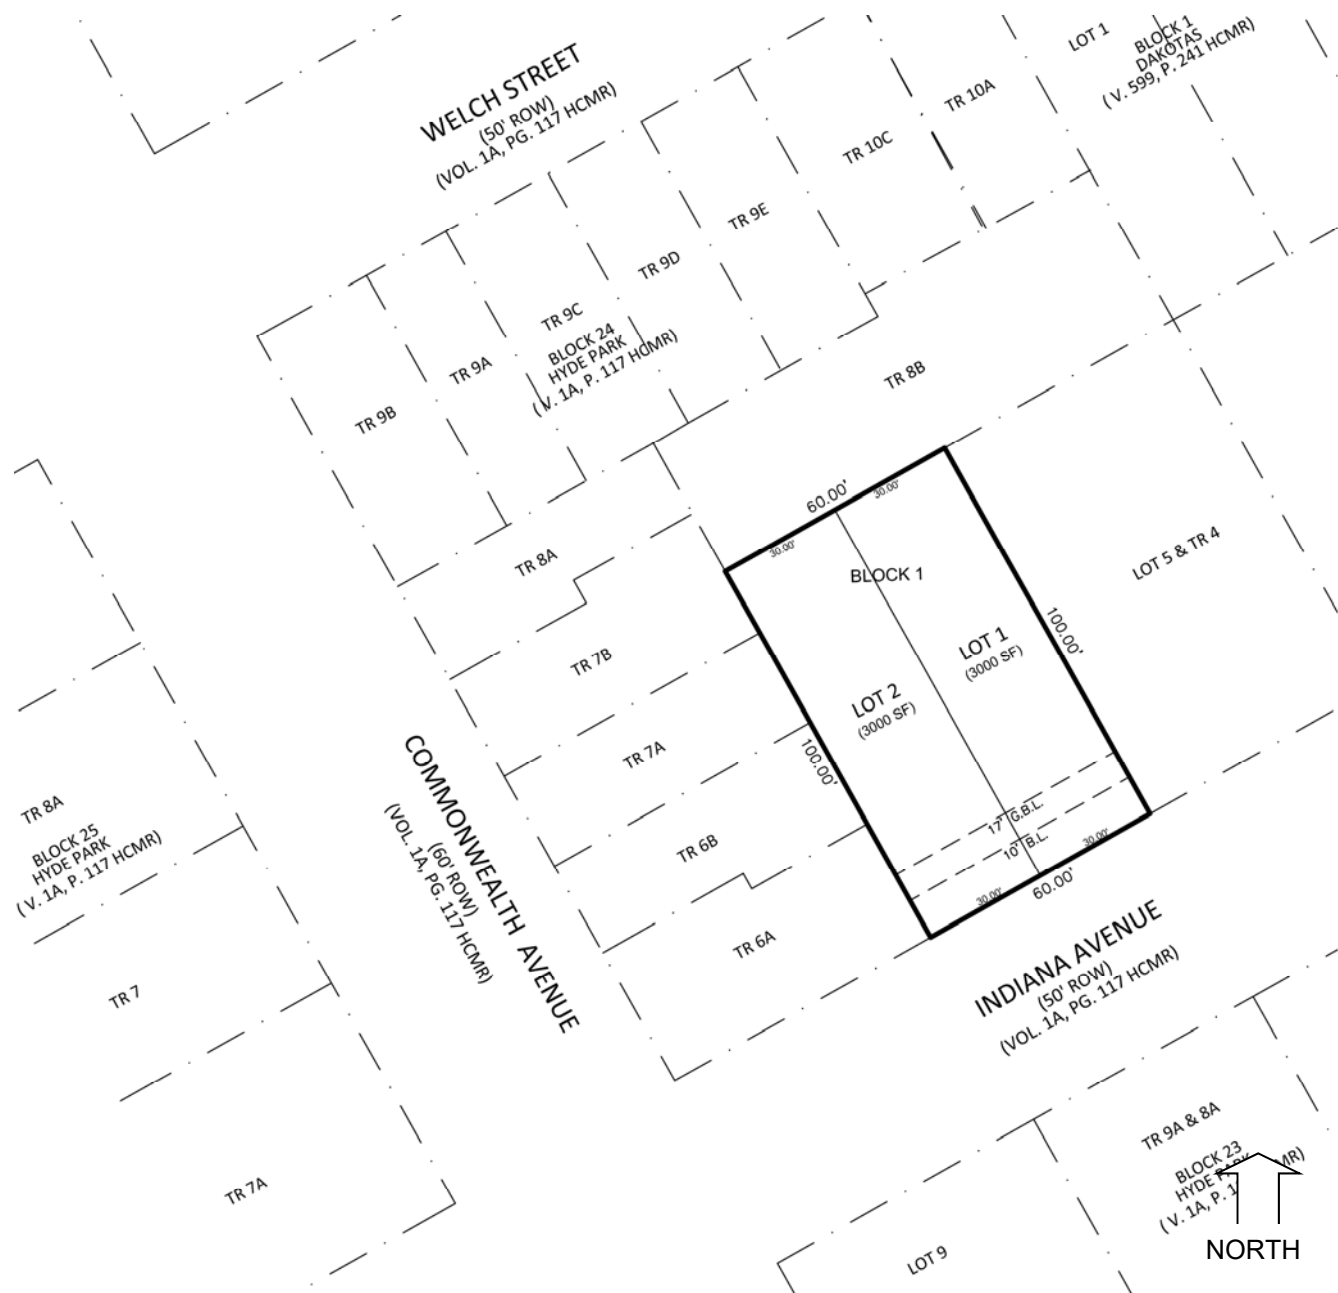 LOT 1
BLOCK 1
DAKOTAS
( V. 599, P. 241 HCMR)
WELCH STREET
(50' ROW)
(VOL. 1A, PG. 117 HCMR)
TR 10A
TR 10C
TR 9E
TR 9D
TR 9C
BLOCK 24
HYDE PARK
( V. 1A, P. 117 HCMR)
TR 9A
TR 9B
TR 8B
60.00'
30.00'
30.00'
BLOCK 1
LOT 5 & TR 4
TR 8A
TR 7B
LOT 1
(3000 SF)
100.00'
LOT 2
(3000 SF)
100.00'
TR 7A
COMMONWEALTH AVENUE
(60' ROW)
(VOL. 1A, PG. 117 HCMR)
TR 8A
BLOCK 25
HYDE PARK
( V. 1A, P. 117 HCMR)
TR 6B
17' G.B.L.
10' B.L.
30.00'
30.00'
60.00'
TR 6A
INDIANA AVENUE
(50' ROW)
(VOL. 1A, PG. 117 HCMR)
TR 7
TR 7A
TR 9A & 8A
BLOCK 23
HYDE
( V. 1A, P.
LOT 9
NORTH